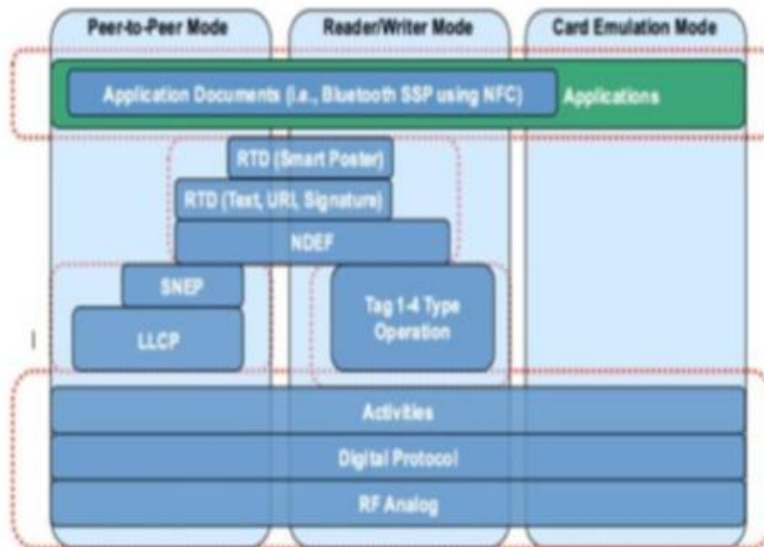 Peer-to-Peer Mode
Reader/Writer Mode
Card Emulation Mode
Application Documents (i.e., Bluetooth SSP using NFC)
Applications
RTD (Smart Poster)
RTD (Text, URI, Signature)
NDEF
SNEP
LLCP
Tag 1-4 Type
Operation
Activities
Digital Protocol
RF Analog